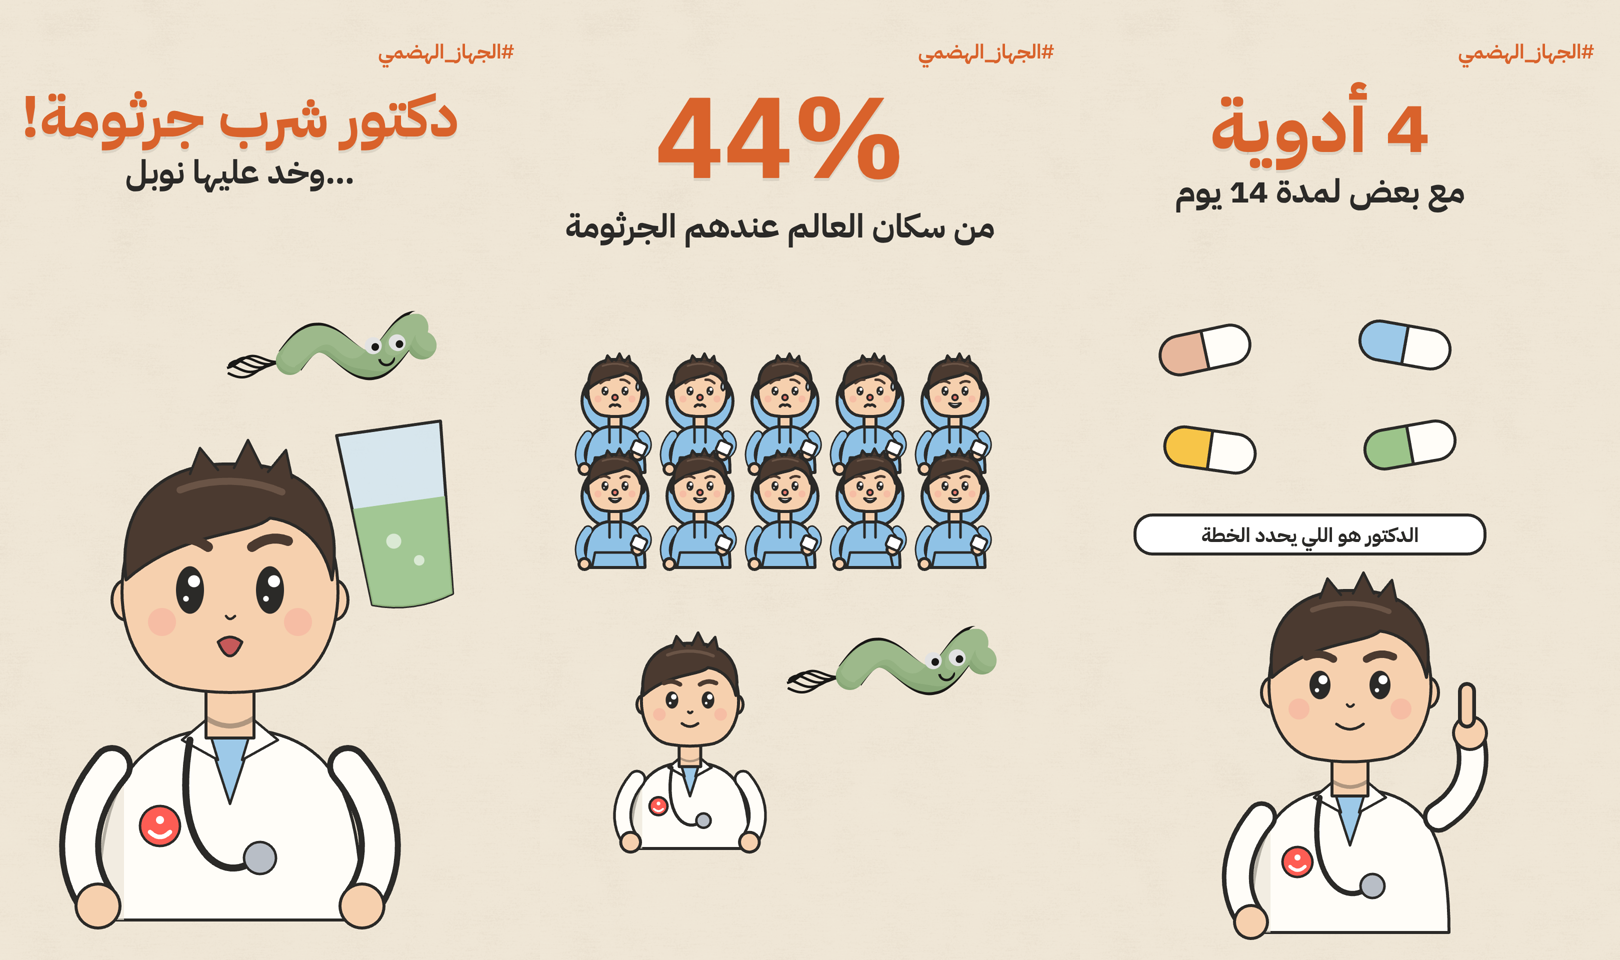 #الجهاز_الهضمي
دكتور شرب جرثومة!
...وخد عليها نوبل
#الجهاز_الهضمي
44%
من سكان العالم عندهم الجرثومة
#الجهاز_الهضمي
4 أدوية
مع بعض لمدة 14 يوم
الدكتور هو اللي يحدد الخطة